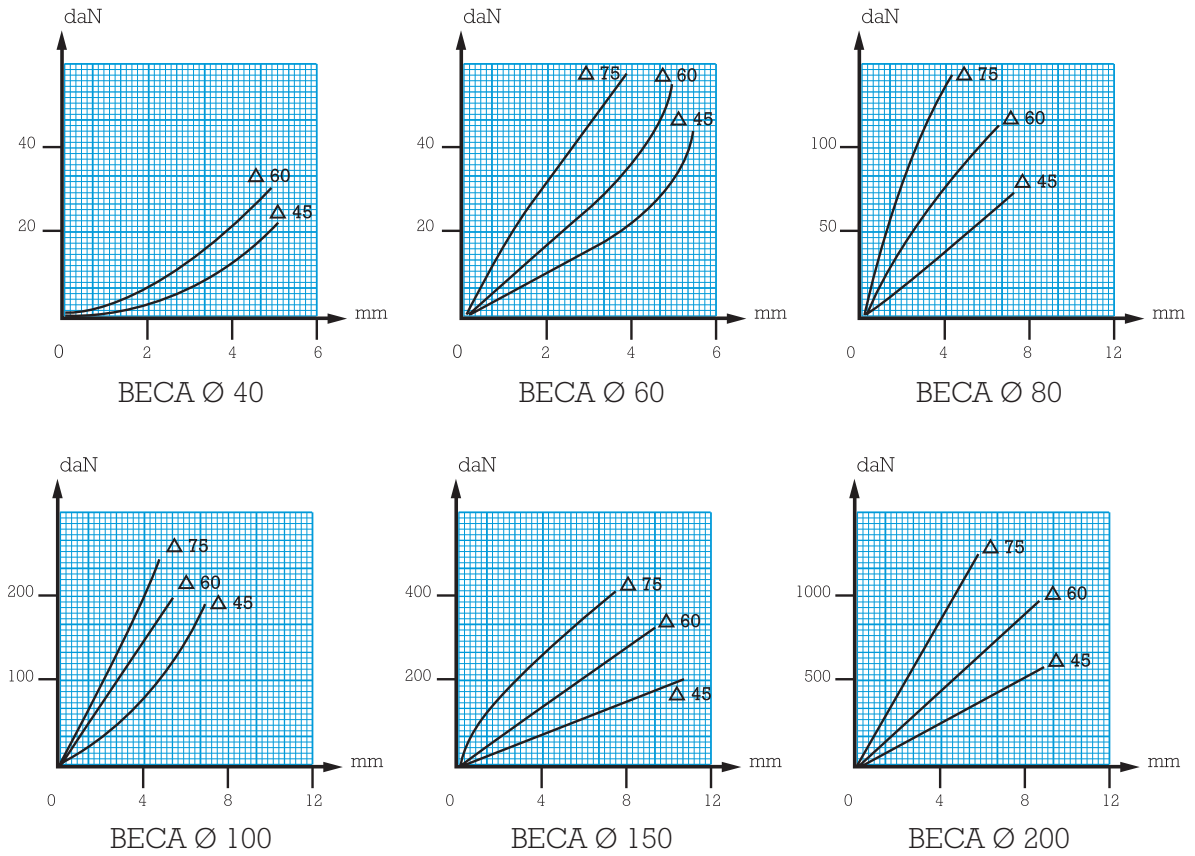 daN
40
20
△ 60
△ 45
mm
0 2 4 6
BECA Ø 40
daN
40
20
△ 75
△ 60
△ 45
mm
0 2 4 6
BECA Ø 60
daN
100
50
△ 75
△ 60
△ 45
mm
0 4 8 12
BECA Ø 80
daN
200
100
△ 75
△ 60
△ 45
mm
0 4 8 12
BECA Ø 100
daN
400
200
△ 75
△ 60
△ 45
mm
0 4 8 12
BECA Ø 150
daN
1000
500
△ 75
△ 60
△ 45
mm
0 4 8 12
BECA Ø 200